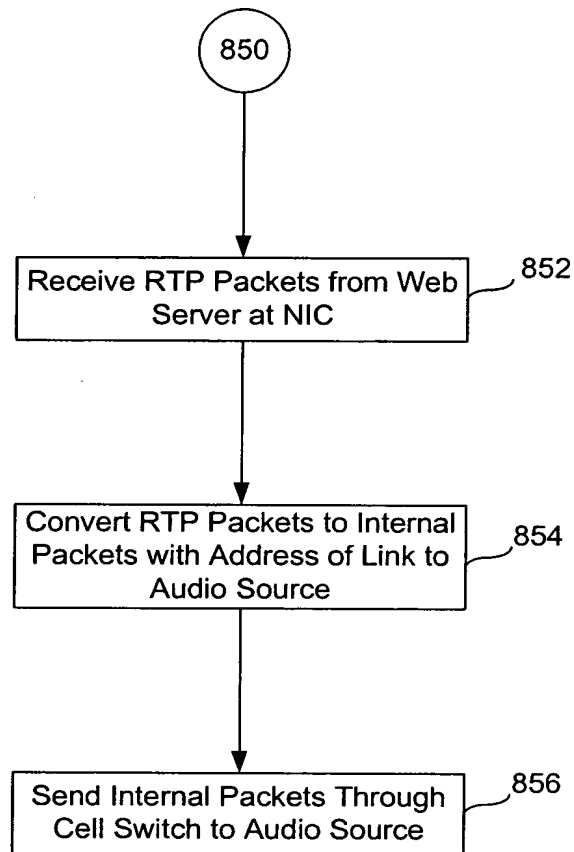 850
Receive RTP Packets from Web
Server at NIC
852
Convert RTP Packets to Internal
Packets with Address of Link to
Audio Source
854
Send Internal Packets Through
Cell Switch to Audio Source
856